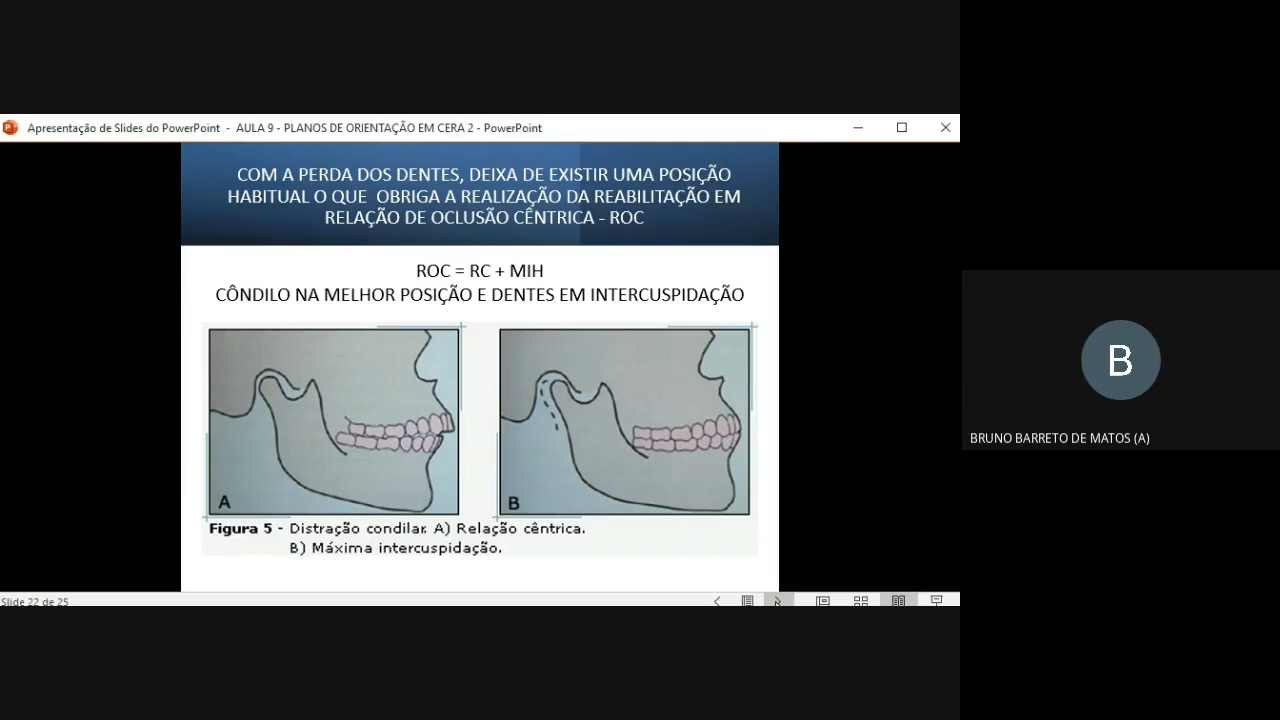 Apresentação de Slides do PowerPoint - AULA 9 - PLANOS DE ORIENTAÇÃO EM CERA 2 - PowerPoint
COM A PERDA DOS DENTES, DEIXA DE EXISTIR UMA POSIÇÃO
HABITUAL O QUE OBRIGA A REALIZAÇÃO DA REABILITAÇÃO EM
RELAÇÃO DE OCLUSÃO CÊNTRICA - ROC
ROC = RC + MIH
CÔNDILO NA MELHOR POSIÇÃO E DENTES EM INTERCUSPIDAÇÃO
A
B
Figura 5 - Distração condilar. A) Relação cêntrica.
B) Máxima intercuspidação.
Slide 22 de 25
B
BRUNO BARRETO DE MATOS (A)